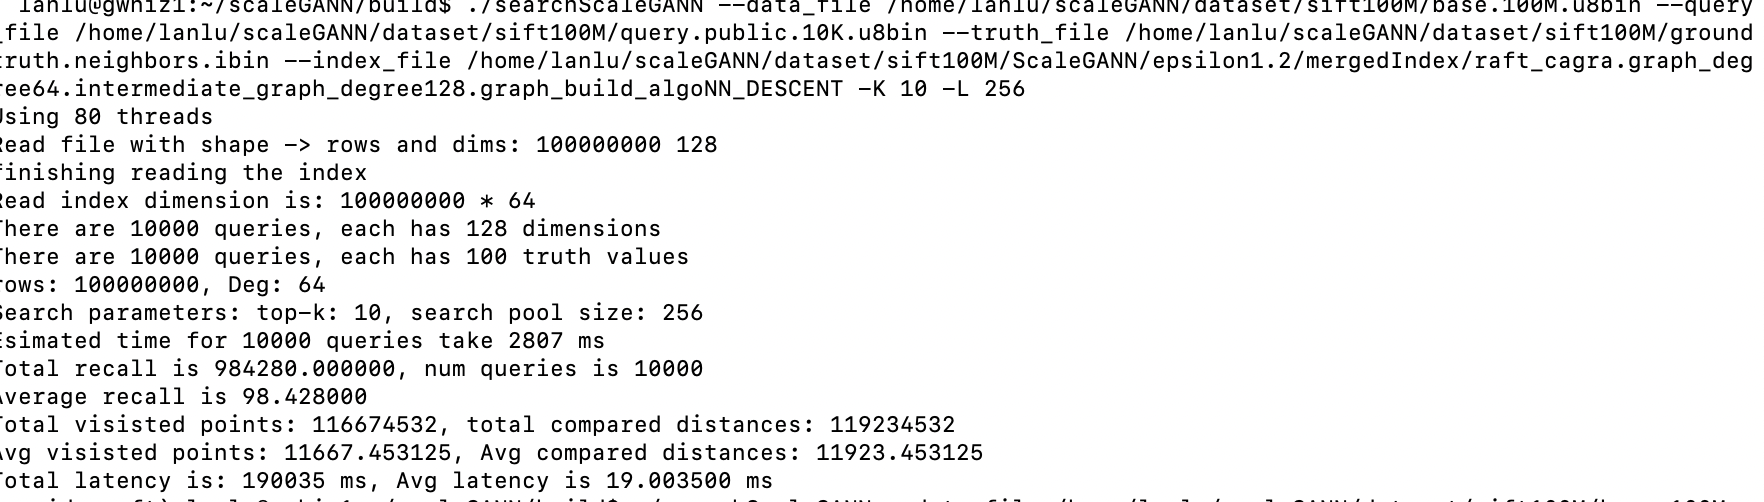 lanlu@gwhiz1:~/scaleGANN/build$ ./searchScaleGANN --data_file /home/lanlu/scaleGANN/dataset/sift100M/base.100M.u8bin --query
_file /home/lanlu/scaleGANN/dataset/sift100M/query.public.10K.u8bin --truth_file /home/lanlu/scaleGANN/dataset/sift100M/ground
truth.neighbors.ibin --index_file /home/lanlu/scaleGANN/dataset/sift100M/ScaleGANN/epsilon1.2/mergedIndex/raft_cagra.graph_deg
ree64.intermediate_graph_degree128.graph_build_algoNN_DESCENT -K 10 -L 256
Using 80 threads
Read file with shape -> rows and dims: 100000000 128
finishing reading the index
Read index dimension is: 100000000 * 64
There are 10000 queries, each has 128 dimensions
There are 10000 queries, each has 100 truth values
rows: 100000000, Deg: 64
Search parameters: top-k: 10, search pool size: 256
Esimated time for 10000 queries take 2807 ms
Total recall is 984280.000000, num queries is 10000
Average recall is 98.428000
Total visisted points: 116674532, total compared distances: 119234532
Avg visisted points: 11667.453125, Avg compared distances: 11923.453125
Total latency is: 190035 ms, Avg latency is 19.003500 ms